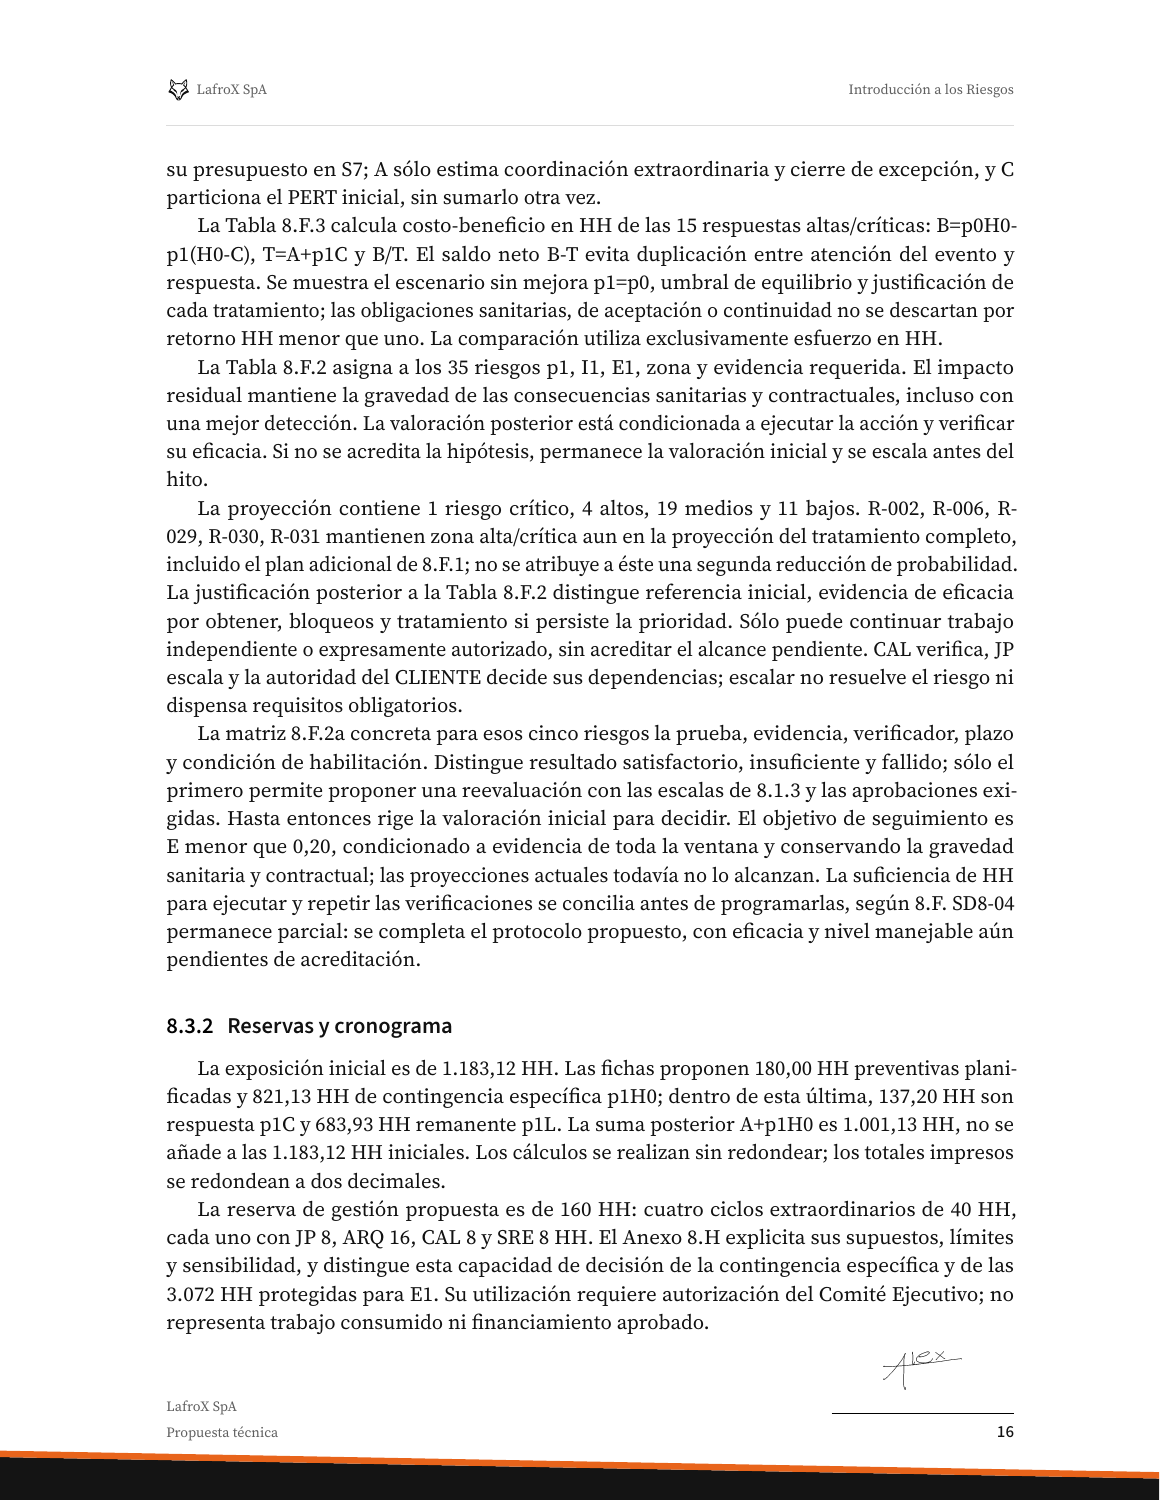 LafroX SpA
Introducción a los Riesgos
su presupuesto en S7; A sólo estima coordinación extraordinaria y cierre de excepción, y C
particiona el PERT inicial, sin sumarlo otra vez.
La Tabla 8.F.3 calcula costo-beneficio en HH de las 15 respuestas altas/críticas: B=p0H0-
p1(H0-C), T=A+p1C y B/T. El saldo neto B-T evita duplicación entre atención del evento y
respuesta. Se muestra el escenario sin mejora p1=p0, umbral de equilibrio y justificación de
cada tratamiento; las obligaciones sanitarias, de aceptación o continuidad no se descartan por
retorno HH menor que uno. La comparación utiliza exclusivamente esfuerzo en HH.
La Tabla 8.F.2 asigna a los 35 riesgos p1, I1, E1, zona y evidencia requerida. El impacto
residual mantiene la gravedad de las consecuencias sanitarias y contractuales, incluso con
una mejor detección. La valoración posterior está condicionada a ejecutar la acción y verificar
su eficacia. Si no se acredita la hipótesis, permanece la valoración inicial y se escala antes del
hito.
La proyección contiene 1 riesgo crítico, 4 altos, 19 medios y 11 bajos. R-002, R-006, R-
029, R-030, R-031 mantienen zona alta/crítica aun en la proyección del tratamiento completo,
incluido el plan adicional de 8.F.1; no se atribuye a éste una segunda reducción de probabilidad.
La justificación posterior a la Tabla 8.F.2 distingue referencia inicial, evidencia de eficacia
por obtener, bloqueos y tratamiento si persiste la prioridad. Sólo puede continuar trabajo
independiente o expresamente autorizado, sin acreditar el alcance pendiente. CAL verifica, JP
escala y la autoridad del CLIENTE decide sus dependencias; escalar no resuelve el riesgo ni
dispensa requisitos obligatorios.
La matriz 8.F.2a concreta para esos cinco riesgos la prueba, evidencia, verificador, plazo
y condición de habilitación. Distingue resultado satisfactorio, insuficiente y fallido; sólo el
primero permite proponer una reevaluación con las escalas de 8.1.3 y las aprobaciones exi-
gidas. Hasta entonces rige la valoración inicial para decidir. El objetivo de seguimiento es
E menor que 0,20, condicionado a evidencia de toda la ventana y conservando la gravedad
sanitaria y contractual; las proyecciones actuales todavía no lo alcanzan. La suficiencia de HH
para ejecutar y repetir las verificaciones se concilia antes de programarlas, según 8.F. SD8-04
permanece parcial: se completa el protocolo propuesto, con eficacia y nivel manejable aún
pendientes de acreditación.
8.3.2 Reservas y cronograma
La exposición inicial es de 1.183,12 HH. Las fichas proponen 180,00 HH preventivas plani-
ficadas y 821,13 HH de contingencia específica p1H0; dentro de esta última, 137,20 HH son
respuesta p1C y 683,93 HH remanente p1L. La suma posterior A+p1H0 es 1.001,13 HH, no se
añade a las 1.183,12 HH iniciales. Los cálculos se realizan sin redondear; los totales impresos
se redondean a dos decimales.
La reserva de gestión propuesta es de 160 HH: cuatro ciclos extraordinarios de 40 HH,
cada uno con JP 8, ARQ 16, CAL 8 y SRE 8 HH. El Anexo 8.H explicita sus supuestos, límites
y sensibilidad, y distingue esta capacidad de decisión de la contingencia específica y de las
3.072 HH protegidas para E1. Su utilización requiere autorización del Comité Ejecutivo; no
representa trabajo consumido ni financiamiento aprobado.
Alex
LafroX SpA
Propuesta técnica
16